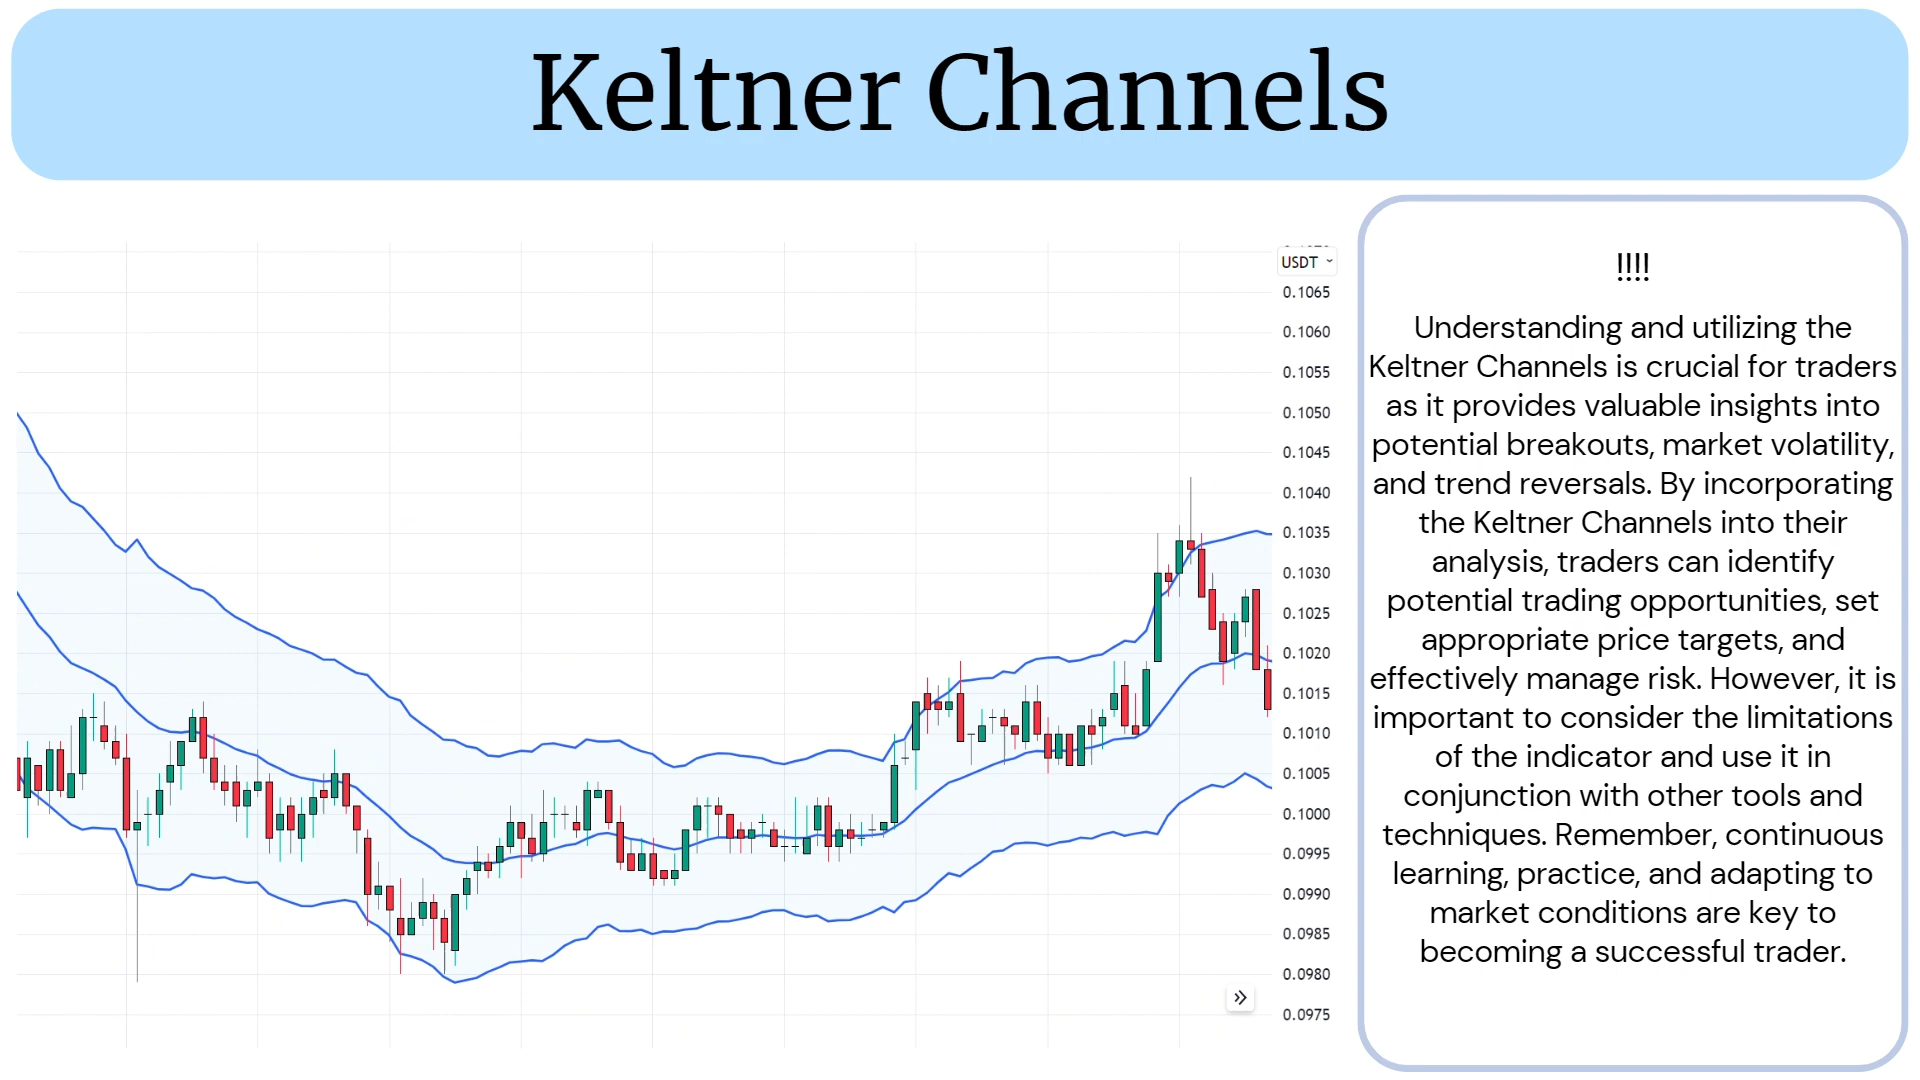 Keltner Channels
USDT
0.1065
0.1060
0.1055
0.1050
0.1045
0.1040
0.1035
0.1030
0.1025
0.1020
0.1015
0.1010
0.1005
0.1000
0.0995
0.0990
0.0985
0.0980
0.0975
!!!!
Understanding and utilizing the
Keltner Channels is crucial for traders
as it provides valuable insights into
potential breakouts, market volatility,
and trend reversals. By incorporating
the Keltner Channels into their
analysis, traders can identify
potential trading opportunities, set
appropriate price targets, and
effectively manage risk. However, it is
important to consider the limitations
of the indicator and use it in
conjunction with other tools and
techniques. Remember, continuous
learning, practice, and adapting to
market conditions are key to
becoming a successful trader.